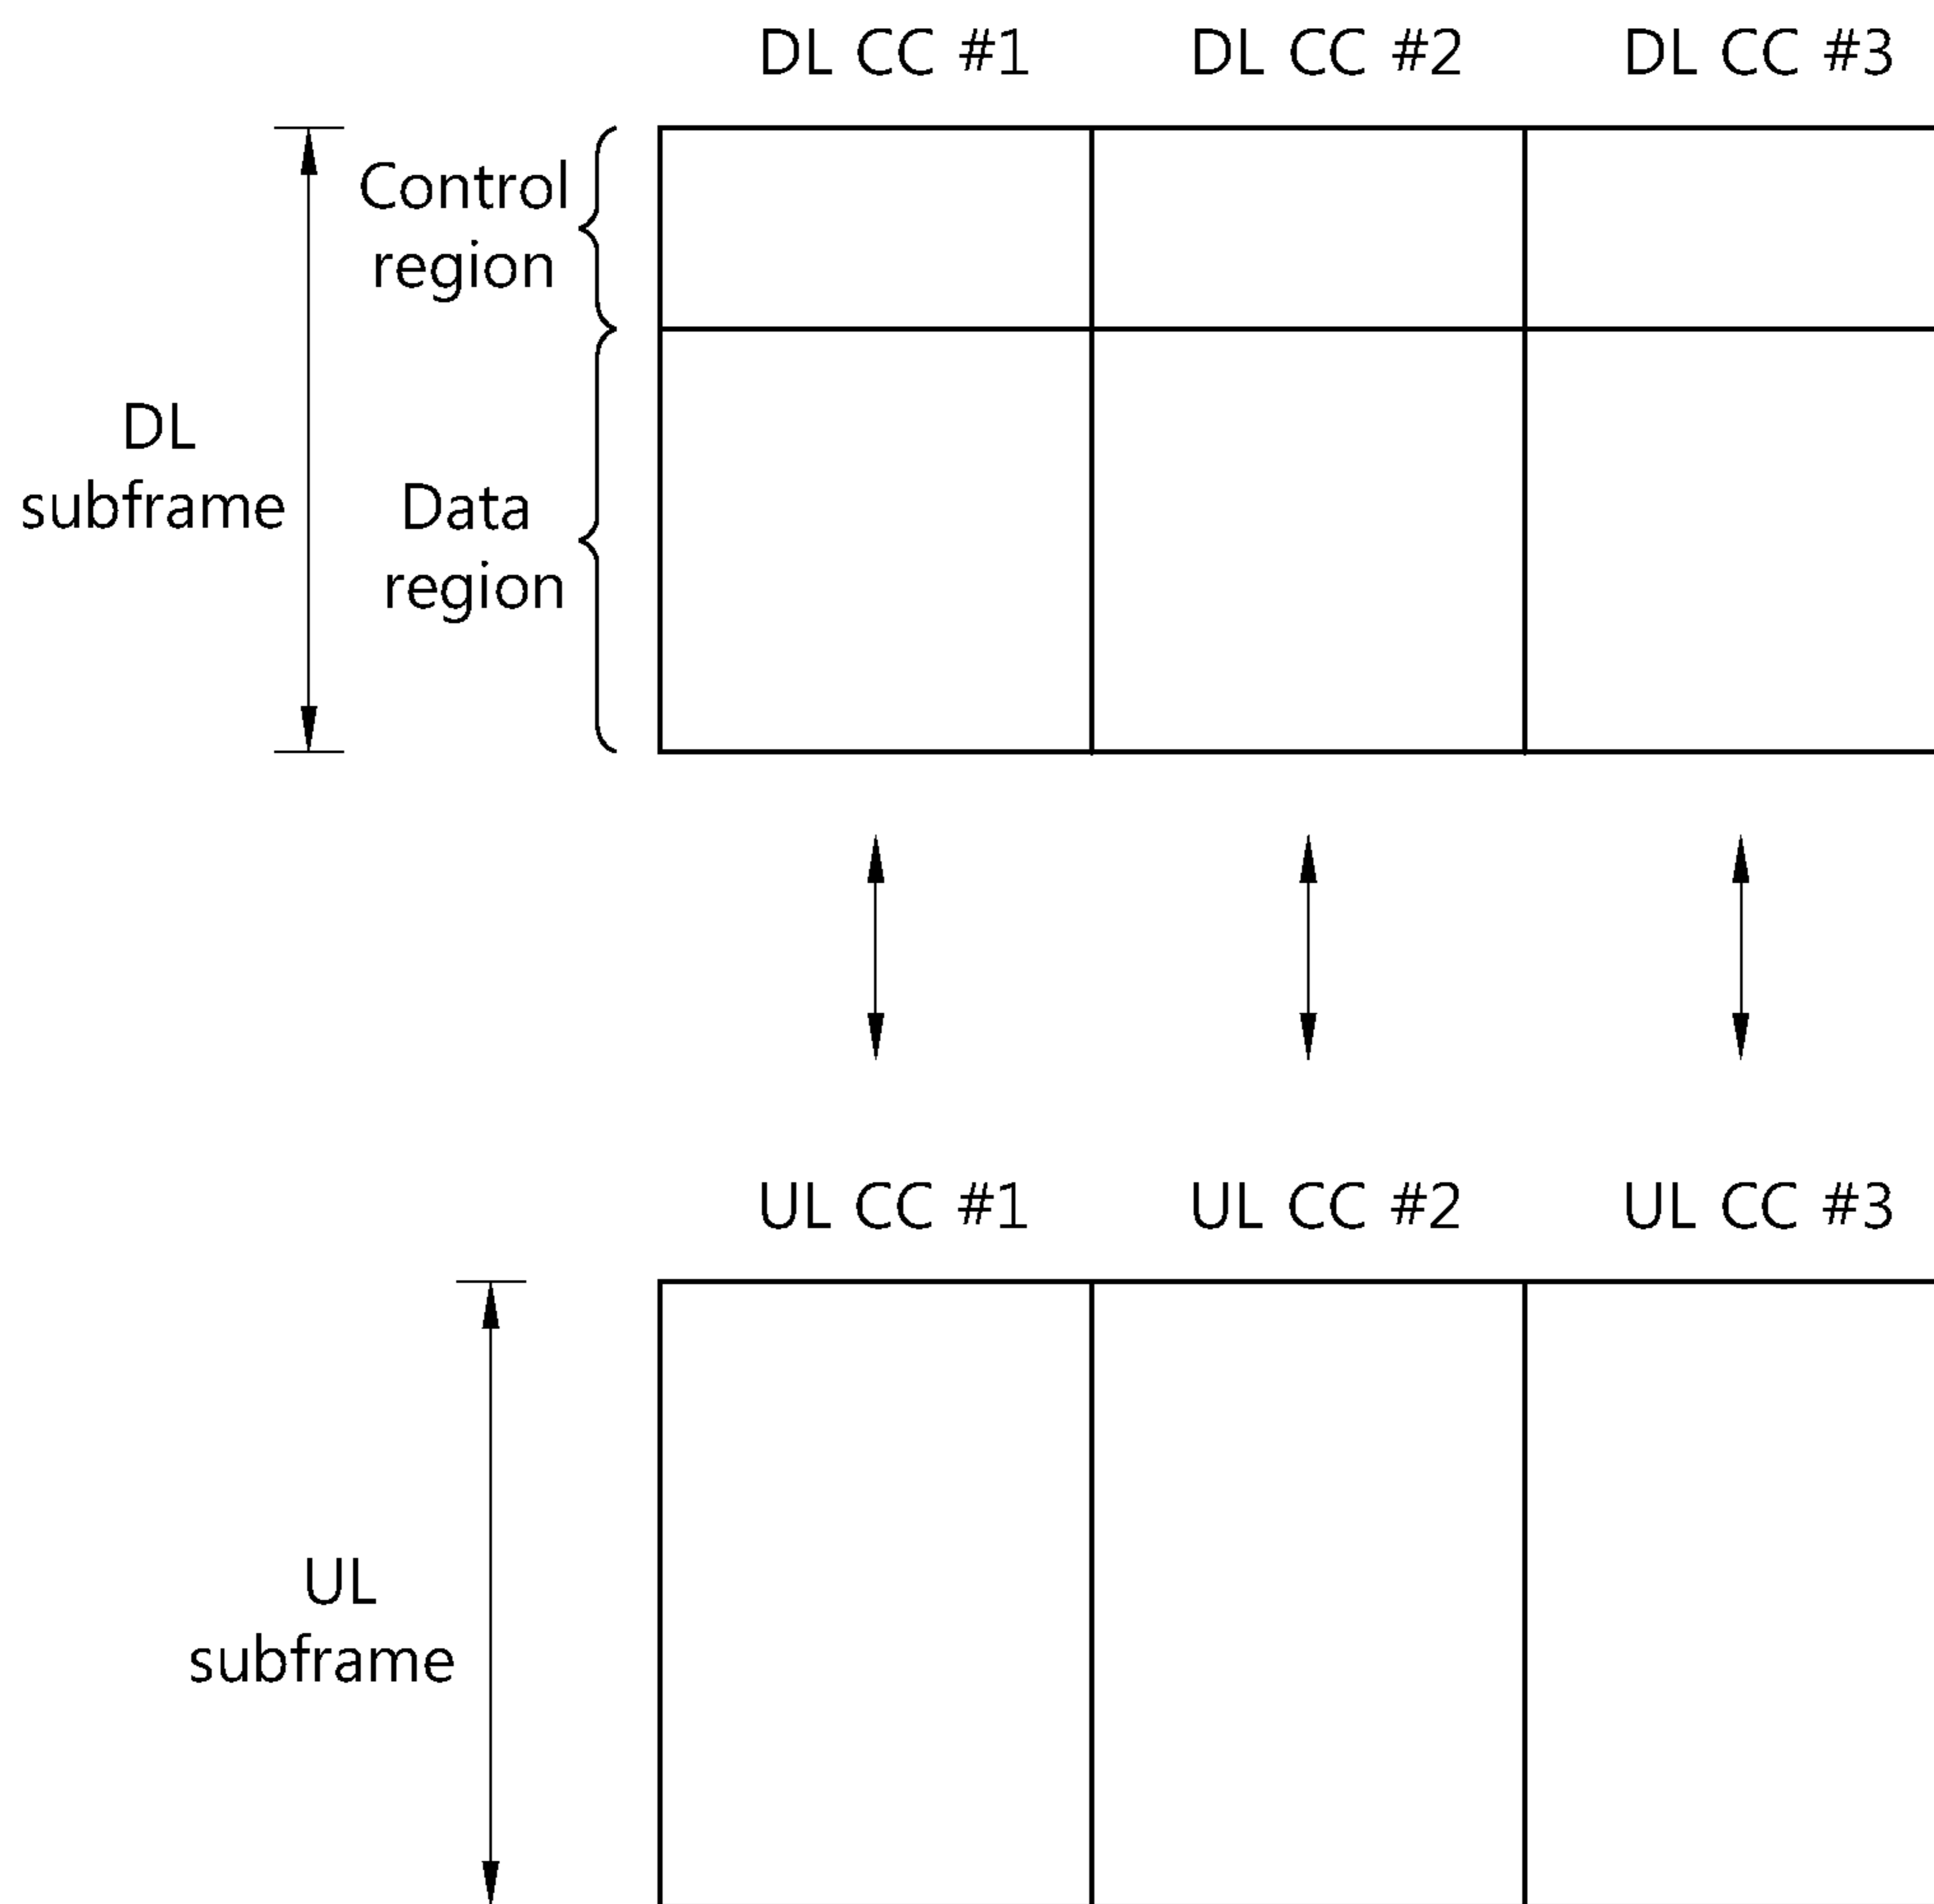 DL CC #1 DL CC #2 DL CC #3
Control
region
DL
subframe
Data
region
UL CC #1 UL CC #2 UL CC #3
UL
subframe